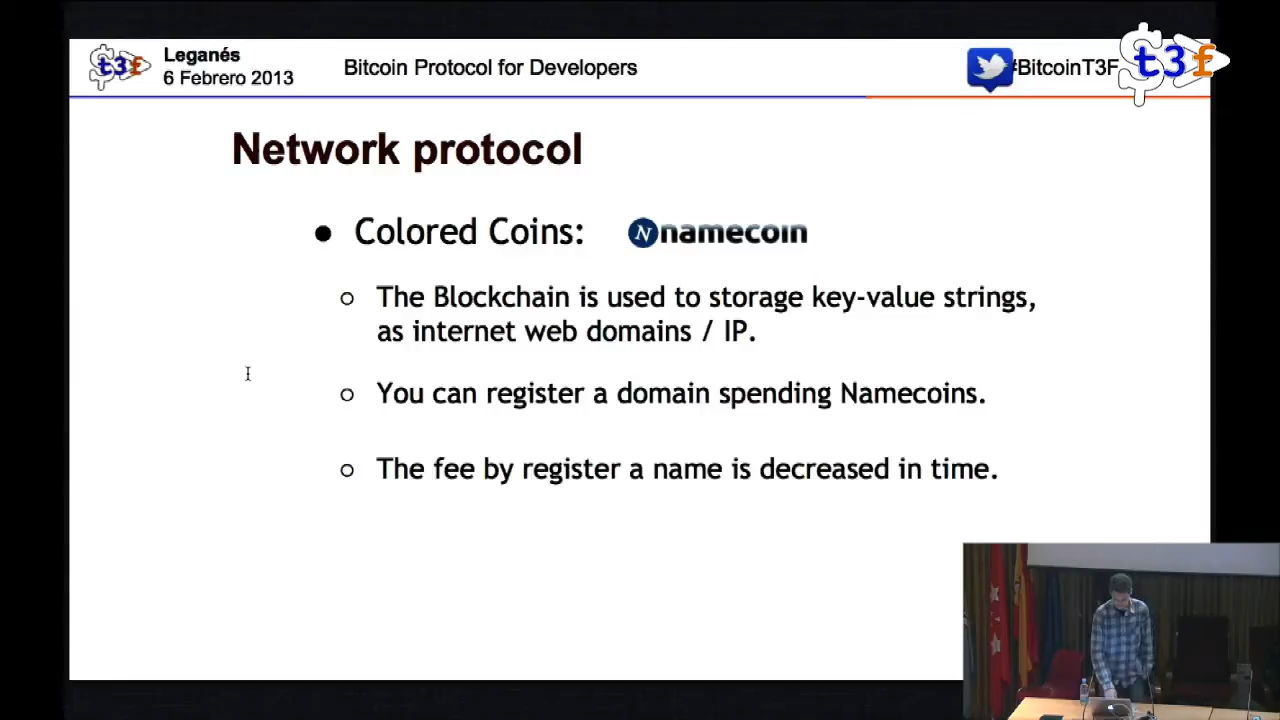 t3f
Leganés
6 Febrero 2013
Bitcoin Protocol for Developers
#BitcoinT3F
t3f
Network protocol
● Colored Coins:
N namecoin
○ The Blockchain is used to storage key-value strings,
as internet web domains / IP.
○ You can register a domain spending Namecoins.
○ The fee by register a name is decreased in time.